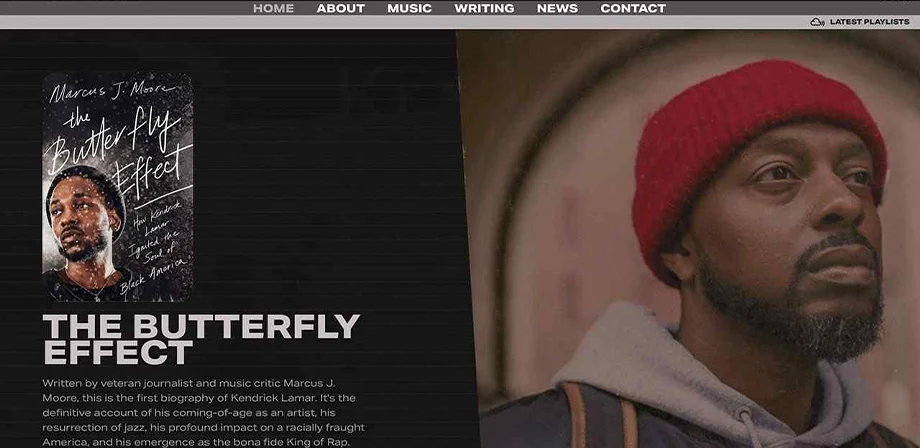 HOME ABOUT MUSIC WRITING NEWS CONTACT
LATEST PLAYLISTS
Marcus J. Moore
the
Butterfly
Effect
How Kendrick
Lamar
Ignited the
Soul of
Black America
THE BUTTERFLY
EFFECT
Written by veteran journalist and music critic Marcus J.
Moore, this is the first biography of Kendrick Lamar. It's the
definitive account of his coming-of-age as an artist, his
resurrection of jazz, his profound impact on a racially fraught
America, and his emergence as the bona fide King of Rap.